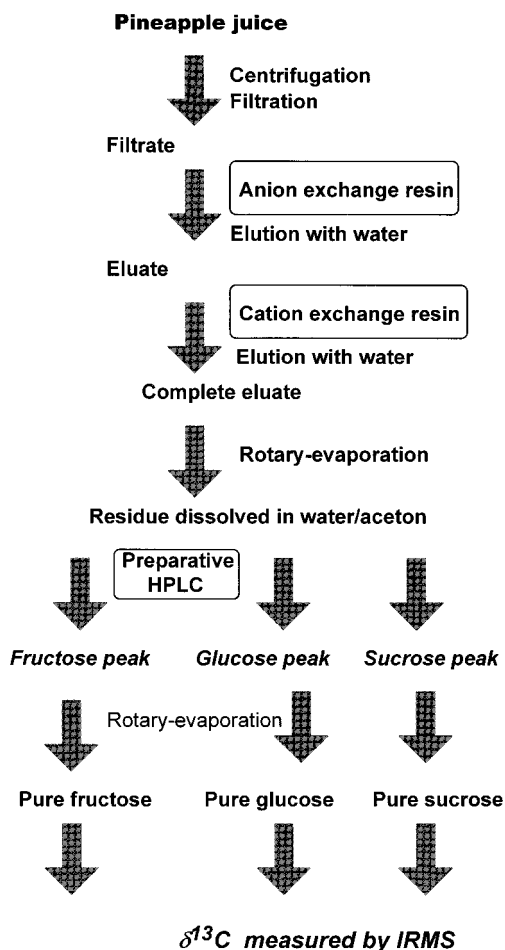 Pineapple juice
Centrifugation
Filtration
Filtrate
Anion exchange resin
Elution with water
Eluate
Cation exchange resin
Elution with water
Complete eluate
Rotary-evaporation
Residue dissolved in water/aceton
Preparative
HPLC
Fructose peak Glucose peak Sucrose peak
Rotary-evaporation
Pure fructose Pure glucose Pure sucrose
δ13C measured by IRMS